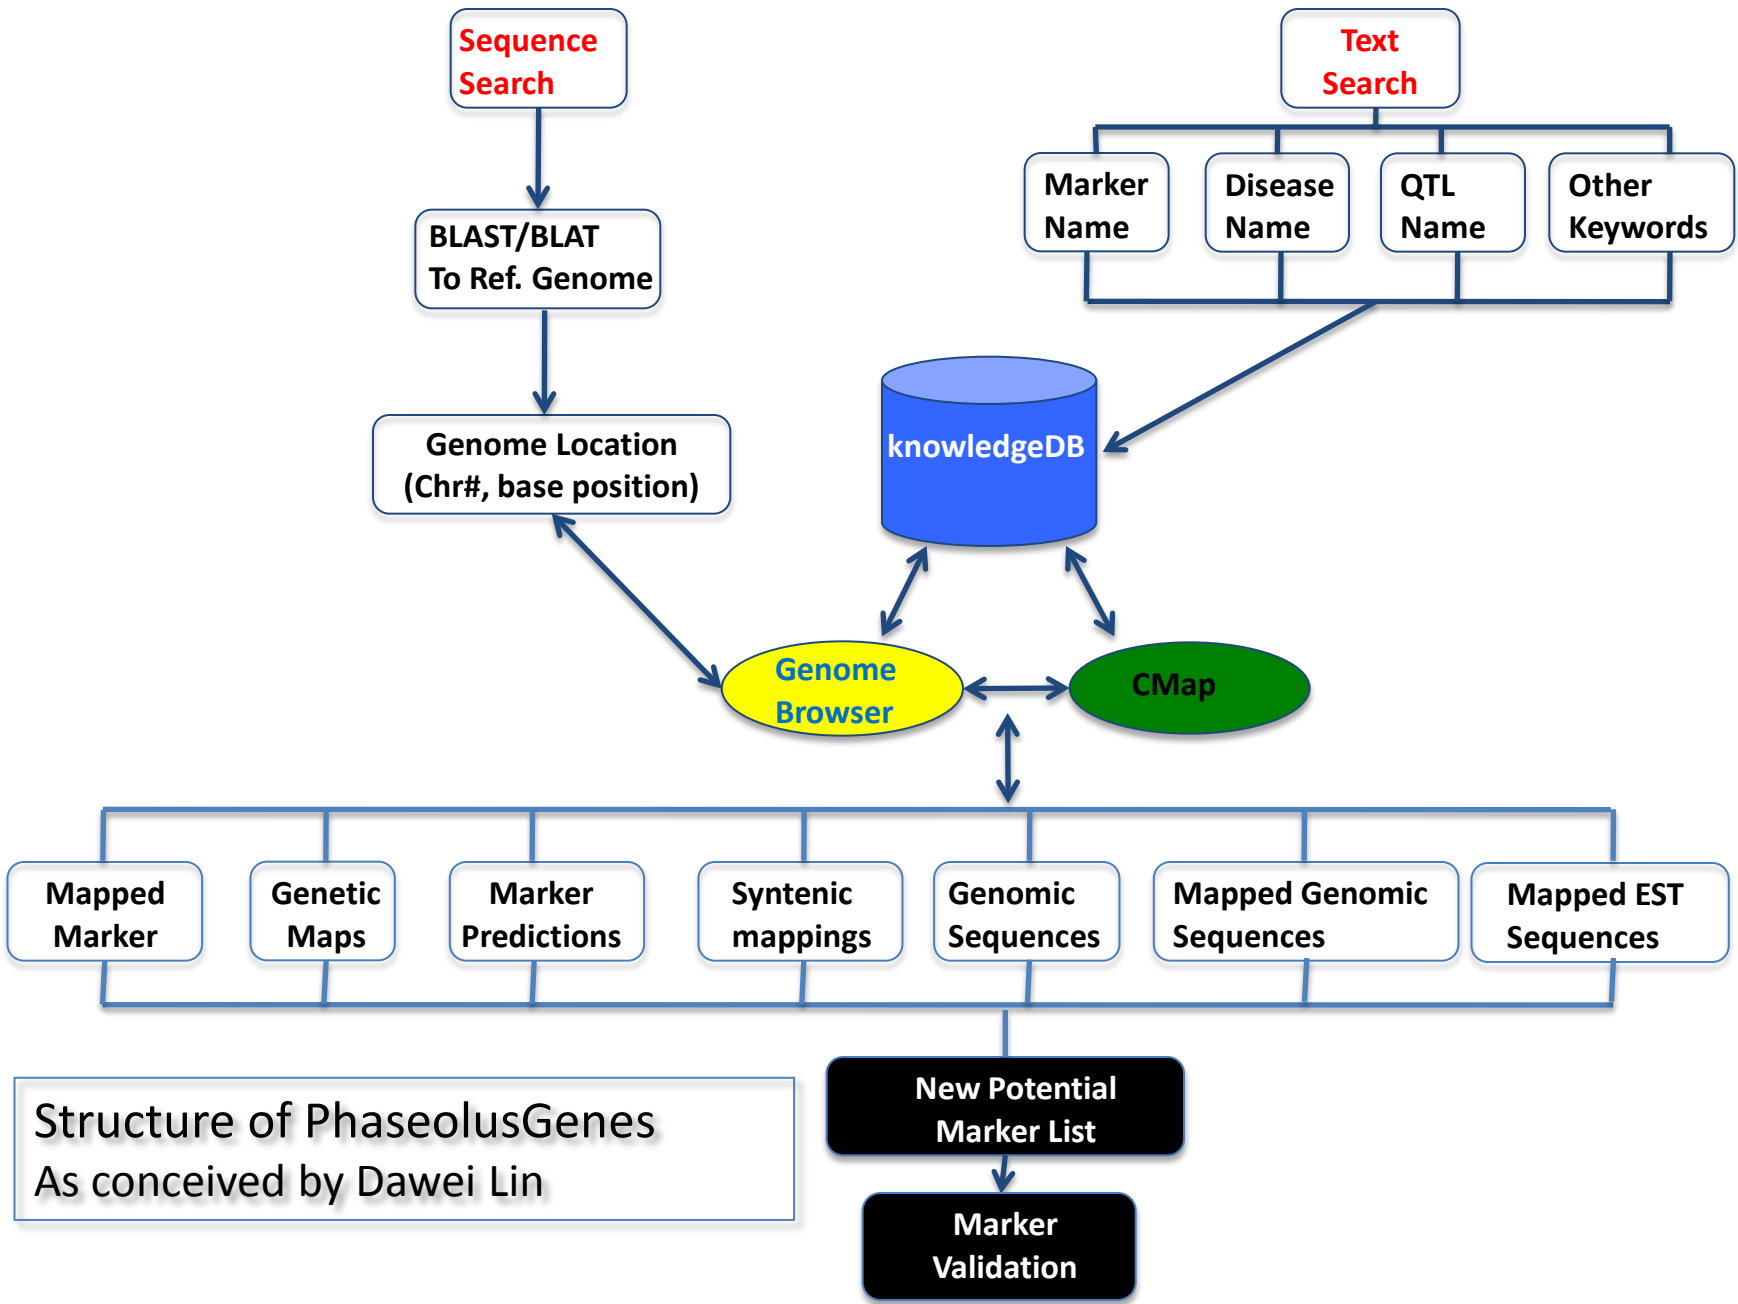 Sequence
Search
Text
Search
Marker
Name
Disease
Name
QTL
Name
Other
Keywords
BLAST/BLAT
To Ref. Genome
Genome Location
(Chr#, base position)
knowledgeDB
Genome
Browser
CMap
Mapped
Marker
Genetic
Maps
Marker
Predictions
Syntenic
mappings
Genomic
Sequences
Mapped Genomic
Sequences
Mapped EST
Sequences
New Potential
Marker List
Marker
Validation
Structure of PhaseolusGenes
As conceived by Dawei Lin